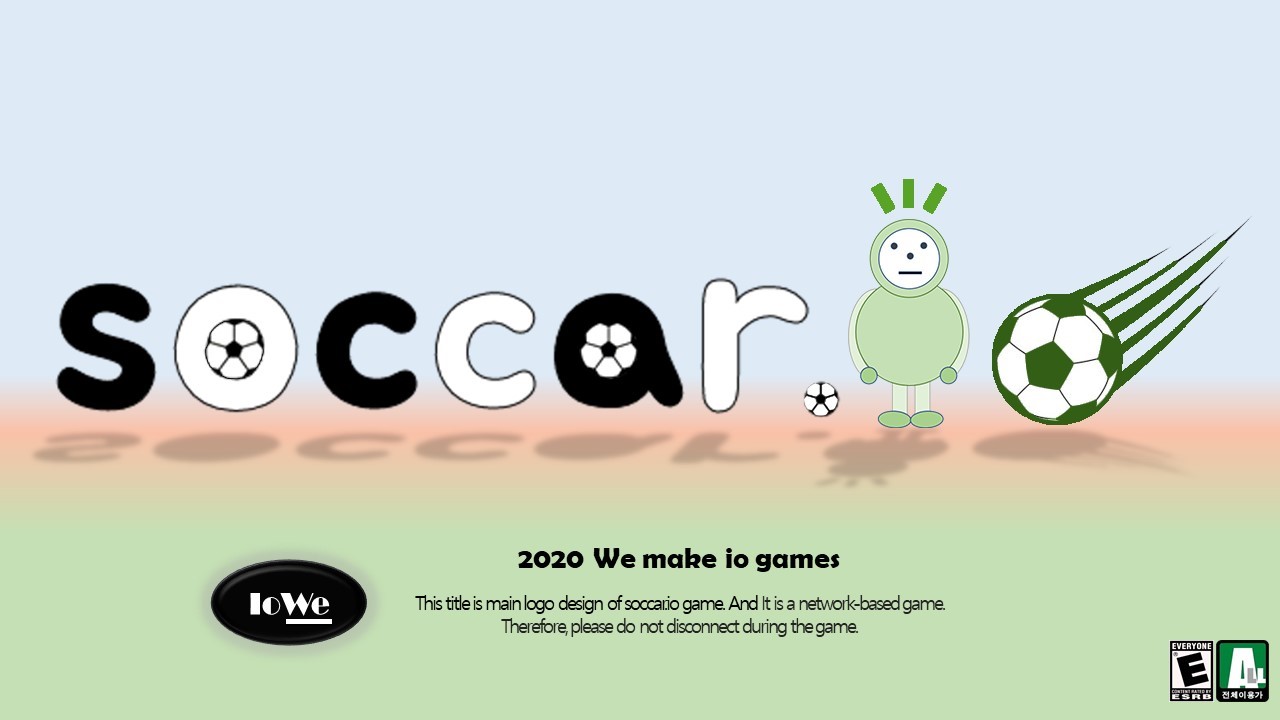 soccar.io
2020 We make io games
IoWe
This title is main logo design of soccar.io game. And It is a network-based game.
Therefore, please do not disconnect during the game.
EVERYONE
E
CONTENT RATED BY
ESRB
ALL
전체이용가